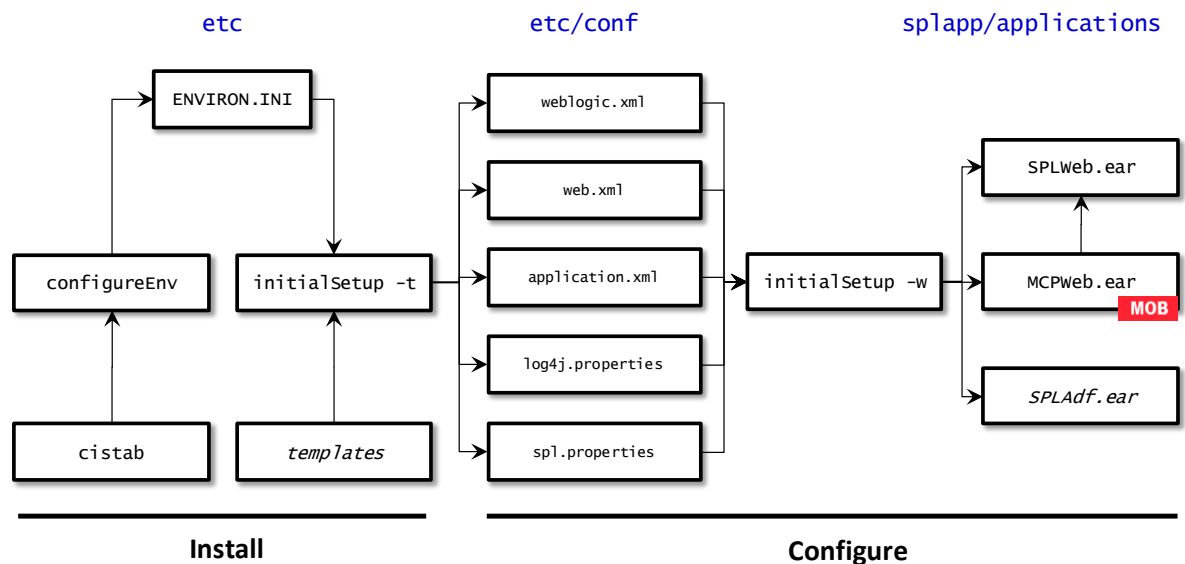 etc
etc/conf
splapp/applications
ENVIRON.INI
weblogic.xml
SPLWeb.ear
web.xml
configureEnv
initialSetup -t
application.xml
initialSetup -w
MCPWeb.ear
MOB
log4j.properties
SPLAdf.ear
cistab
templates
spl.properties
Install
Configure